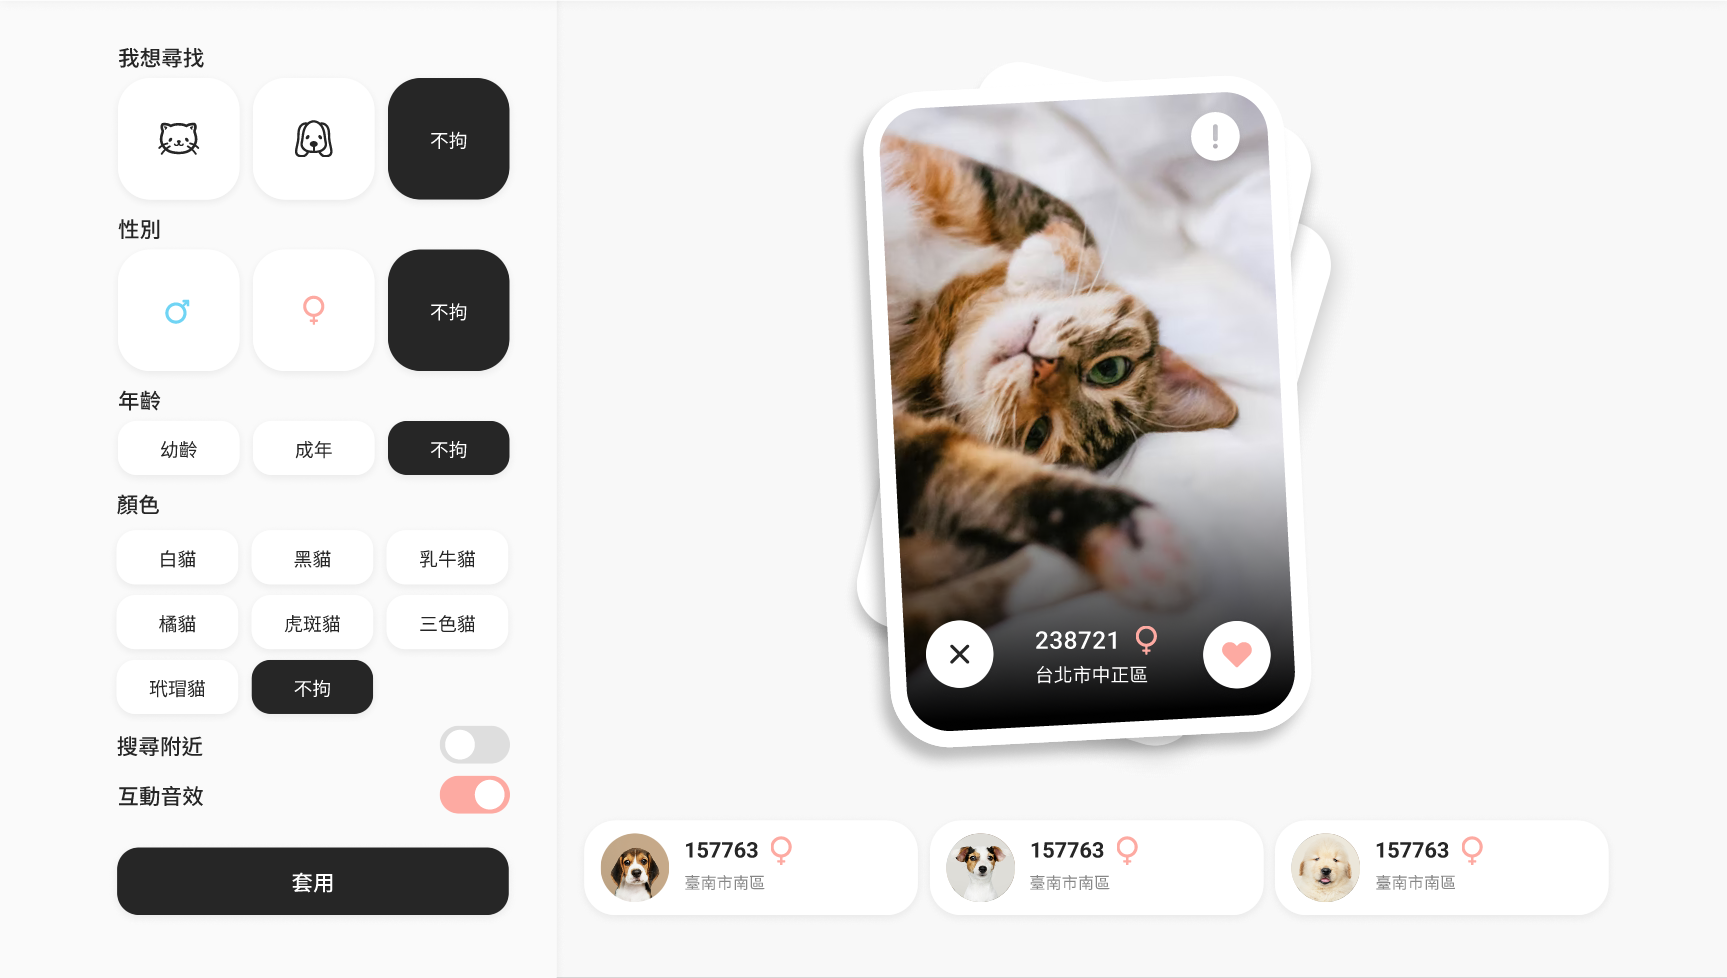 我想尋找
不拘
性別
不拘
年齡
幼齡
成年
不拘
顏色
白貓
黑貓
乳牛貓
橘貓
虎斑貓
三色貓
玳瑁貓
不拘
搜尋附近
互動音效
套用
238721
台北市中正區
157763
臺南市南區
157763
臺南市南區
157763
臺南市南區